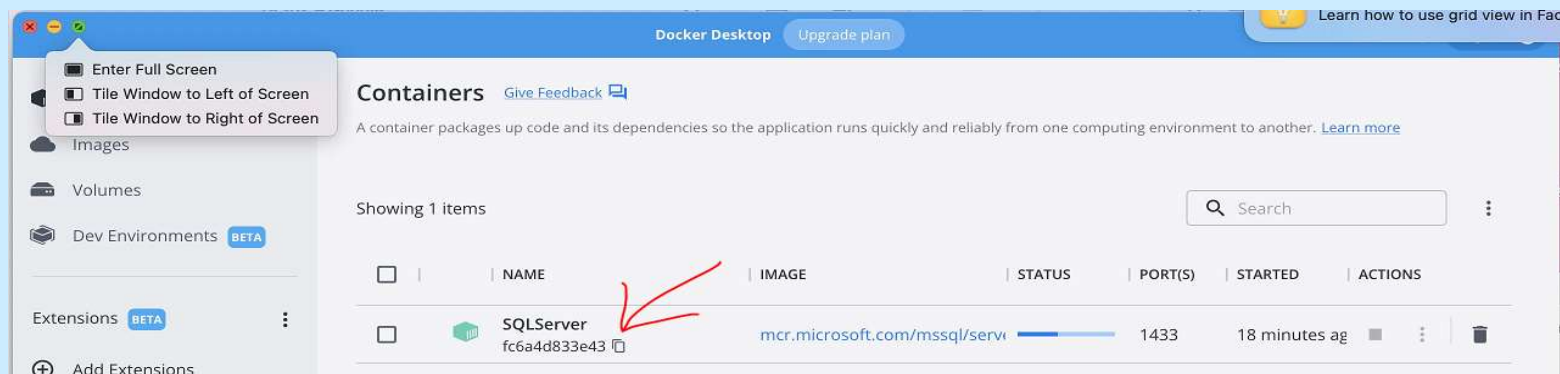 Docker Desktop Upgrade plan
Learn how to use grid view in Fac
Enter Full Screen
Tile Window to Left of Screen
Tile Window to Right of Screen
Images
Volumes
Dev Environments BETA
Extensions BETA
Add Extensions
Containers Give Feedback
A container packages up code and its dependencies so the application runs quickly and reliably from one computing environment to another. Learn more
Showing 1 items
Search
NAME IMAGE STATUS PORT(S) STARTED ACTIONS
SQLServer
fc6a4d833e43
mcr.microsoft.com/mssql/serve 1433 18 minutes ag